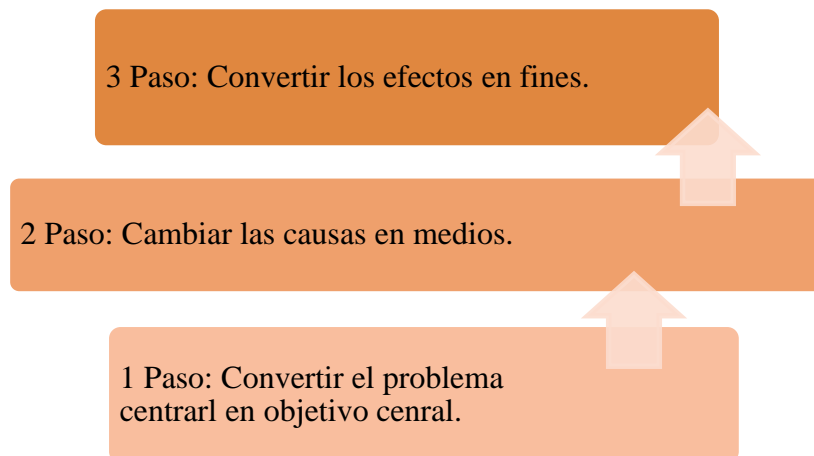 3 Paso: Convertir los efectos en fines.
2 Paso: Cambiar las causas en medios.
1 Paso: Convertir el problema
centrarl en objetivo cenral.